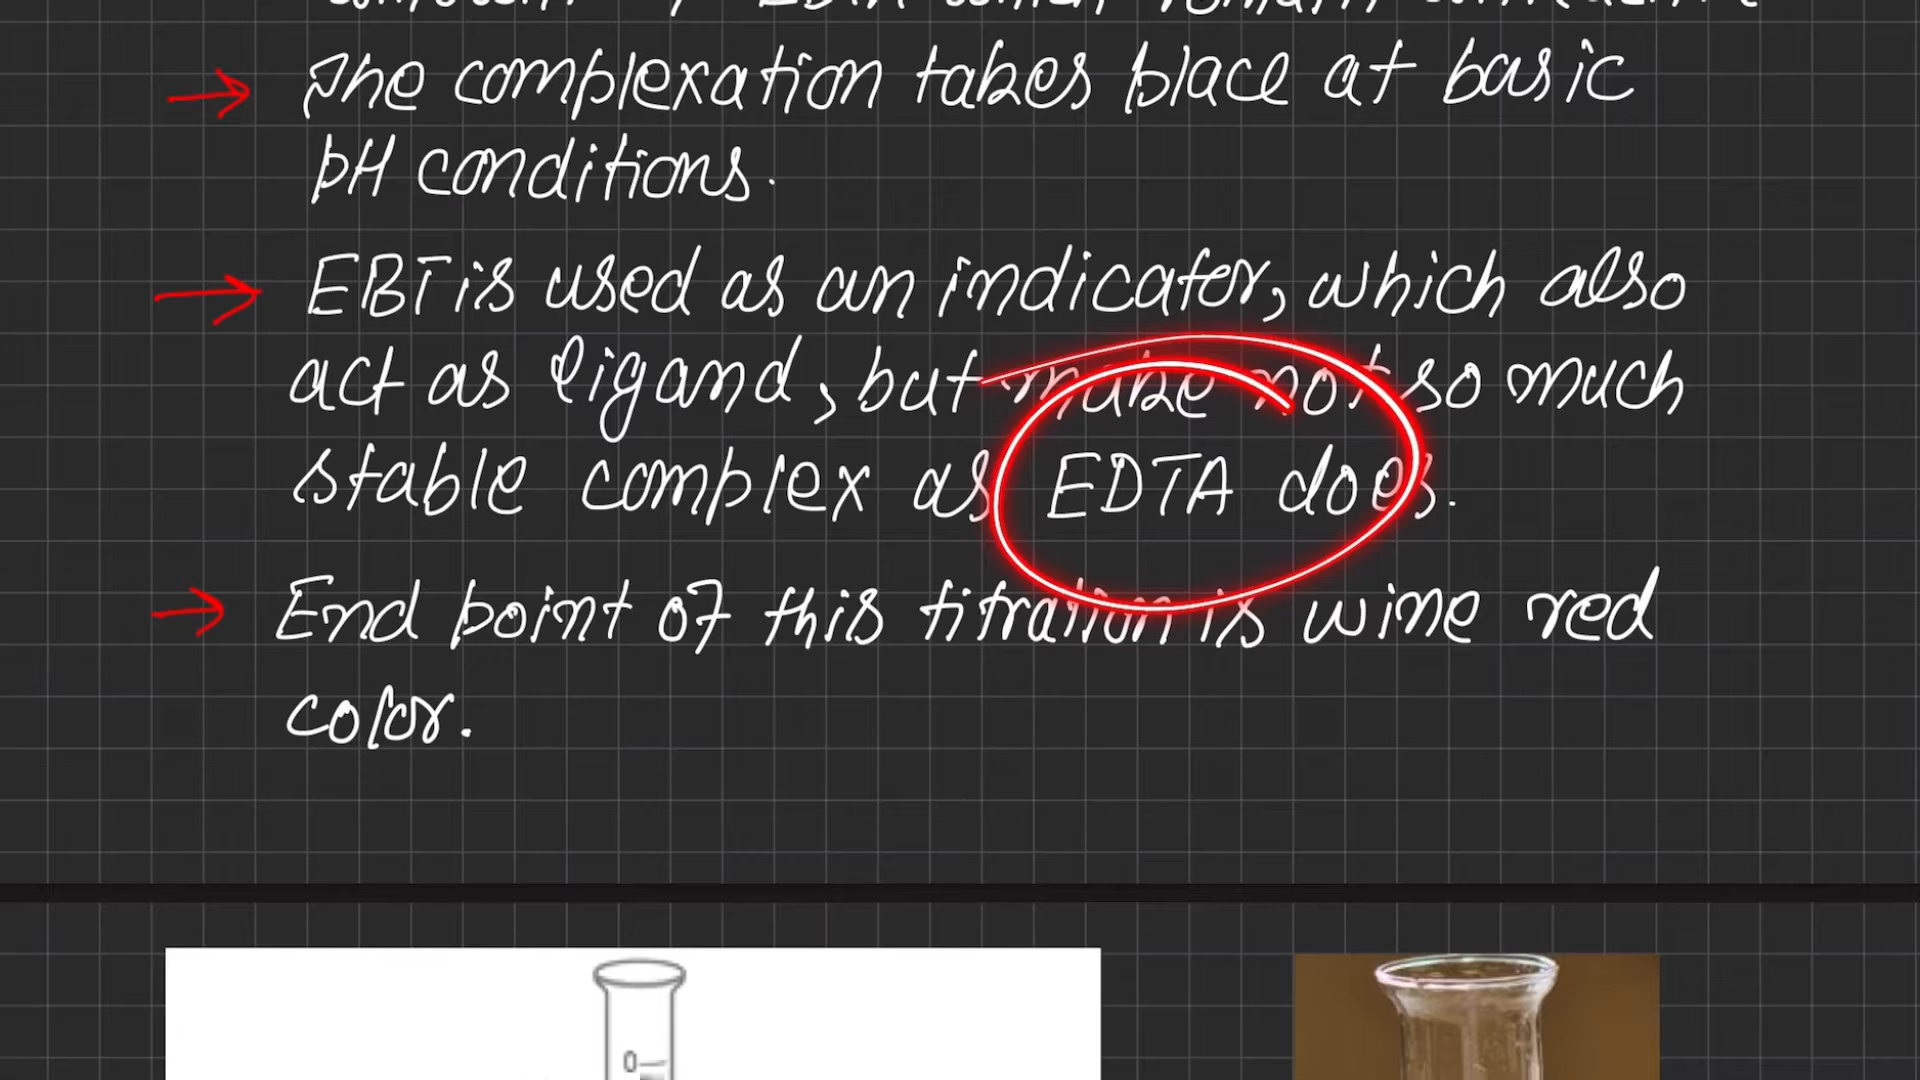 The complexation takes place at basic
pH conditions.
EBT is used as an indicator, which also
act as ligand, but make not so much
stable complex as EDTA does.
End point of this titration is wine red
color.
0